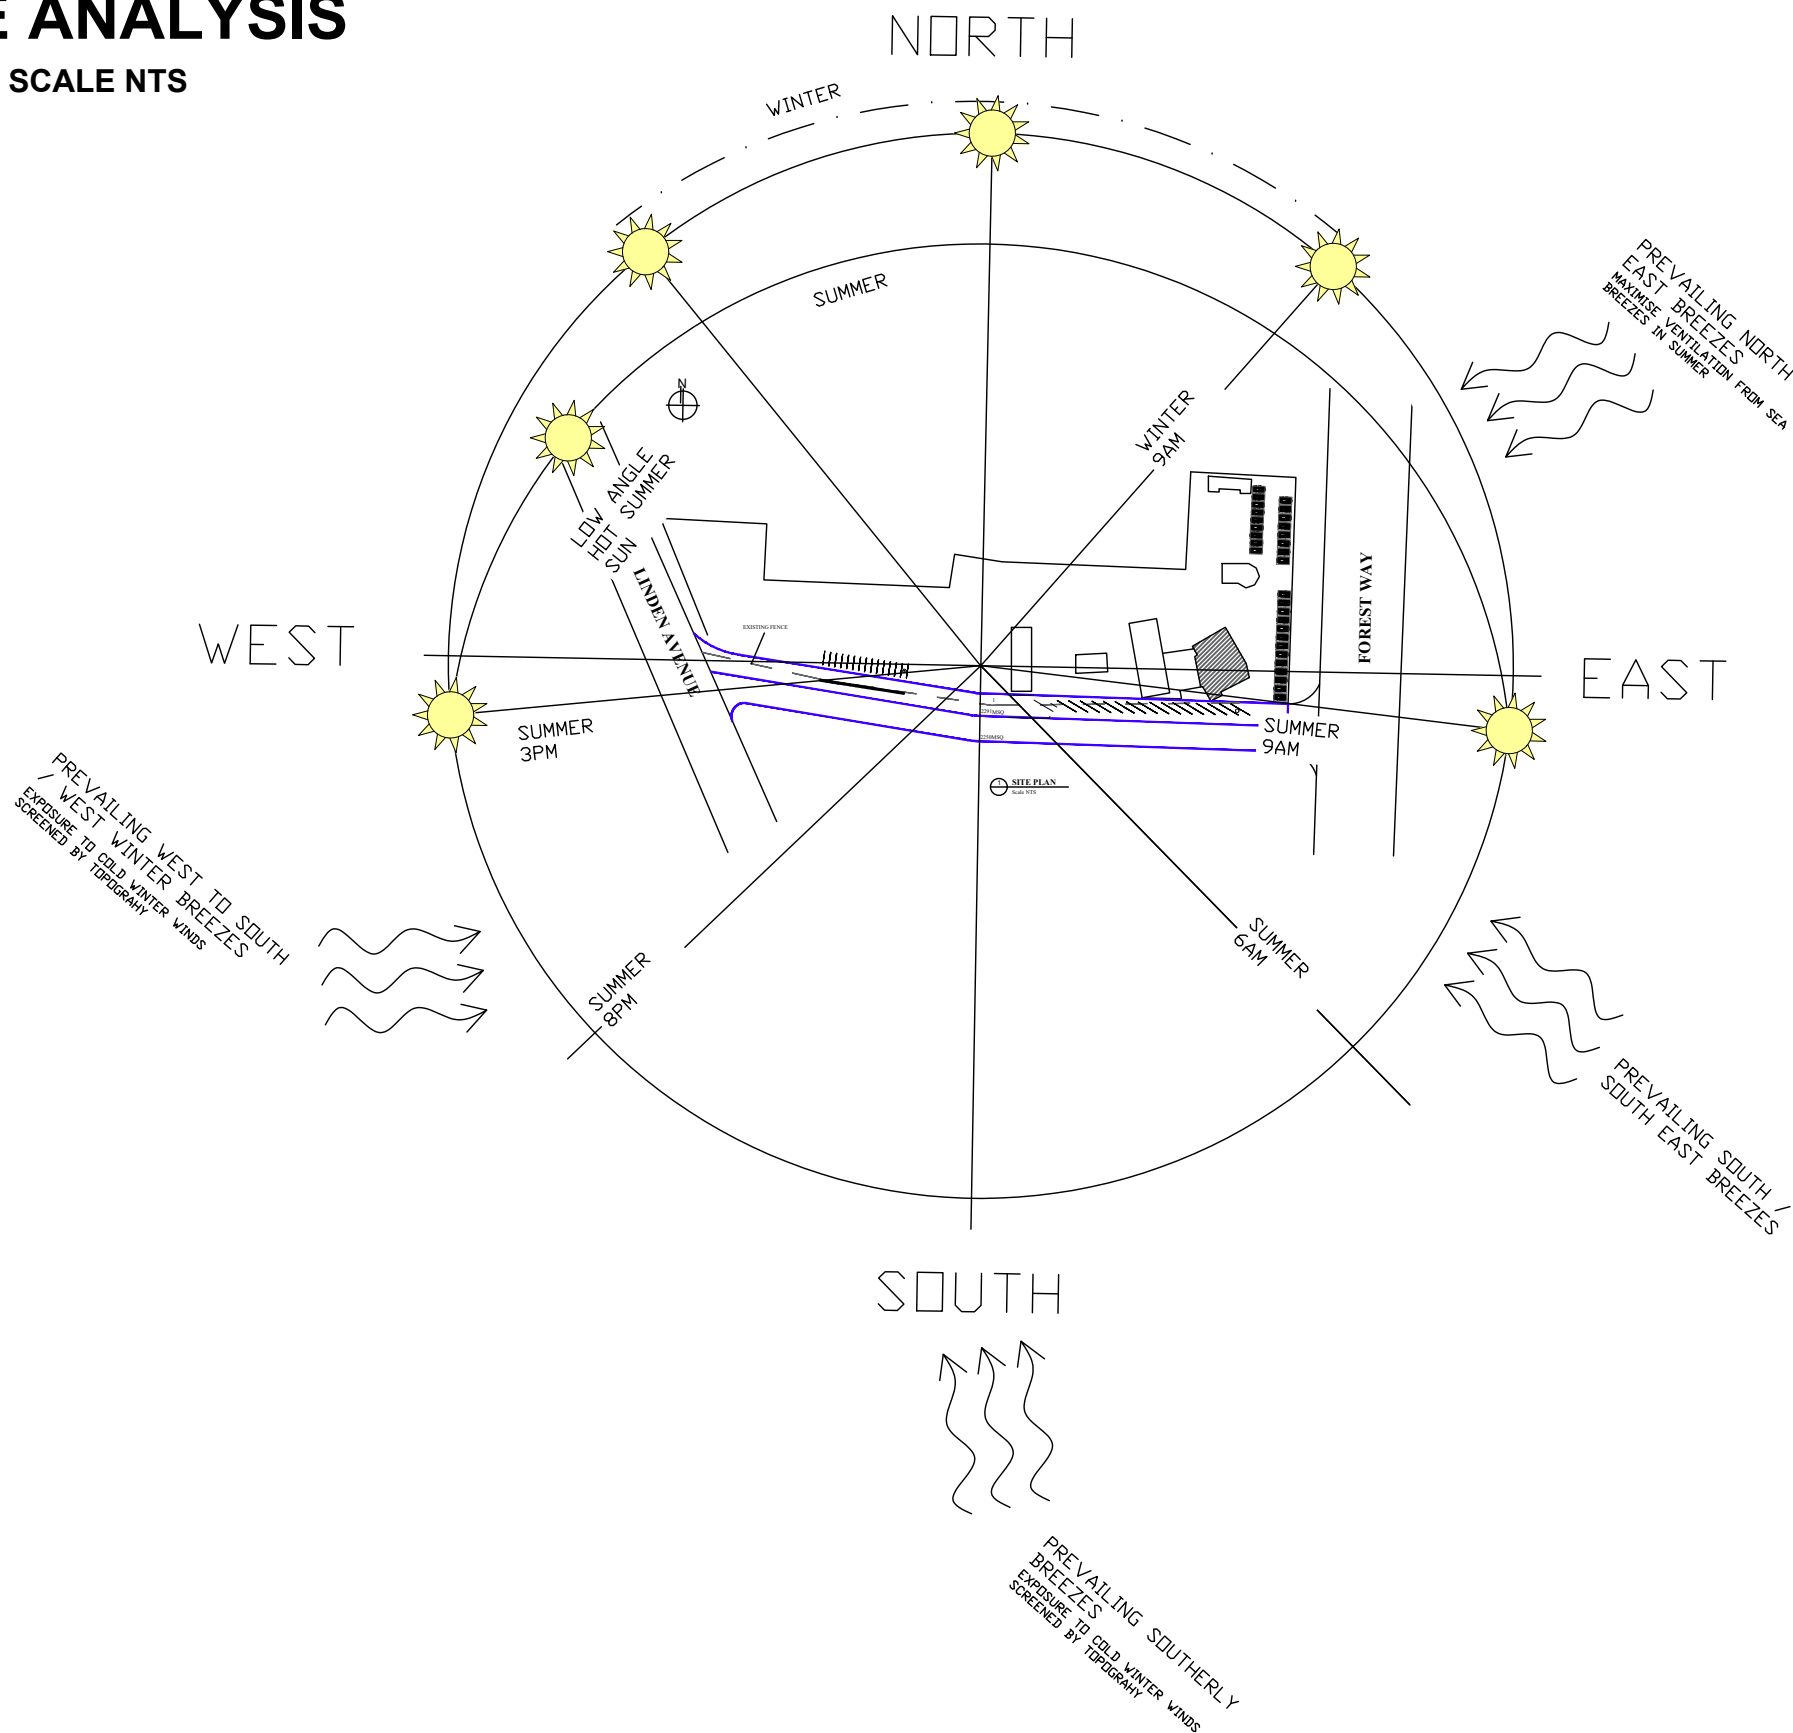 E ANALYSIS
SCALE NTS
NORTH
WINTER
SUMMER
PREVAILING NORTH
EAST BREEZES
MAXIMISE VENTILATION FROM SEA
BREEZES IN SUMMER
N
WINTER
9AM
LOW ANGLE
HOT SUMMER
SUN
LINDEN AVENUE
FOREST WAY
EXISTING FENCE
WEST
EAST
SUMMER
3PM
2291MSQ
2250MSQ
SUMMER
9AM
1
SITE PLAN
Scale NTS
PREVAILING WEST TO SOUTH
/ WEST WINTER BREEZES
EXPOSURE TO COLD WINTER WINDS
SCREENED BY TOPOGRAHY
SUMMER
8PM
SUMMER
6AM
PREVAILING SOUTH /
SOUTH EAST BREEZES
SOUTH
PREVAILING SOUTHERLY
BREEZES
EXPOSURE TO COLD WINTER WINDS
SCREENED BY TOPOGRAHY